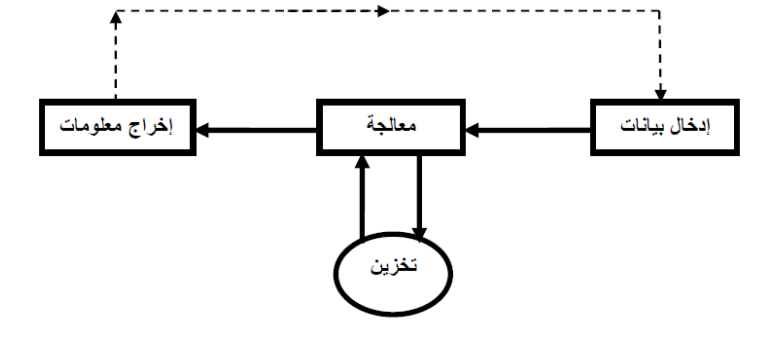 إدخال بيانات
معالجة
إخراج معلومات
تخزين